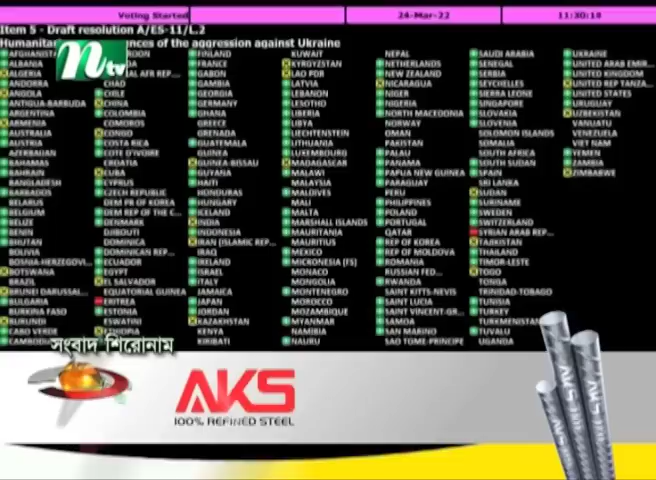 Voting Started 24-Mar-22 11:30:18
Item 5 - Draft resolution A/ES-11/L.2
of the aggression against Ukraine
ntv
ALBANIA CHILE FINLAND KUWAIT NEPAL SAUDI ARABIA UKRAINE
ALGERIA FRANCE KYRGYZSTAN NETHERLANDS SENEGAL UNITED ARAB EMIR...
ANDORRA CHAD GABON LAO PDR NEW ZEALAND SERBIA UNITED KINGDOM
ANGOLA GAMBIA LATVIA NICARAGUA SEYCHELLES UNITED REP TANZ...
ANTIGUA-BARBUDA CHINA GEORGIA LEBANON NIGER SIERRA LEONE UNITED STATES
ARGENTINA COLOMBIA GERMANY LESOTHO NIGERIA SINGAPORE URUGUAY
ARMENIA COMOROS GHANA LIBERIA NORTH MACEDONIA SLOVAKIA UZBEKISTAN
AUSTRALIA CONGO GREECE LIBYA NORWAY SLOVENIA VANUATU
AUSTRIA COSTA RICA GRENADA LIECHTENSTEIN OMAN SOLOMON ISLANDS VENEZUELA
AZERBAIJAN COTE D'IVOIRE GUATEMALA LITHUANIA PAKISTAN SOMALIA VIET NAM
BAHAMAS CROATIA GUINEA LUXEMBOURG PALAU SOUTH AFRICA YEMEN
BAHRAIN CUBA GUINEA-BISSAU MADAGASCAR PANAMA SOUTH SUDAN ZAMBIA
BANGLADESH CYPRUS GUYANA MALAWI PAPUA NEW GUINEA SPAIN ZIMBABWE
BARBADOS CZECH REPUBLIC HAITI MALAYSIA PARAGUAY SRI LANKA
BELARUS DEM PR OF KOREA HONDURAS MALDIVES PERU SUDAN
BELGIUM DEM REP OF THE C... HUNGARY MALI PHILIPPINES SURINAME
BELIZE DENMARK ICELAND MALTA POLAND SWEDEN
BENIN DJIBOUTI INDIA MARSHALL ISLANDS PORTUGAL SWITZERLAND
BHUTAN DOMINICA INDONESIA MAURITANIA QATAR SYRIAN ARAB REP...
BOLIVIA DOMINICAN REP... IRAN (ISLAMIC REP... MAURITIUS REP OF KOREA TAJIKISTAN
BOSNIA-HERZEGOVI... ECUADOR IRAQ MEXICO REP OF MOLDOVA THAILAND
BOTSWANA EGYPT IRELAND MICRONESIA (FS) ROMANIA TIMOR-LESTE
BRAZIL EL SALVADOR ISRAEL MONACO RUSSIAN FED... TOGO
BRUNEI DARUSSAL... EQUATORIAL GUINEA ITALY MONGOLIA RWANDA TONGA
BULGARIA ERITREA JAMAICA MONTENEGRO SAINT KITTS-NEVIS TRINIDAD-TOBAGO
BURKINA FASO ESTONIA JAPAN MOROCCO SAINT LUCIA TUNISIA
BURUNDI ESWATINI JORDAN MOZAMBIQUE SAINT VINCENT-GR... TURKEY
CABO VERDE ETHIOPIA KAZAKHSTAN MYANMAR SAMOA TURKMENISTAN
KENYA NAMIBIA SAN MARINO TUVALU
KIRIBATI NAURU SAO TOME-PRINCIPE UGANDA
সংবাদ শিরোনাম
AKS
100% REFINED STEEL
AKS
AKS